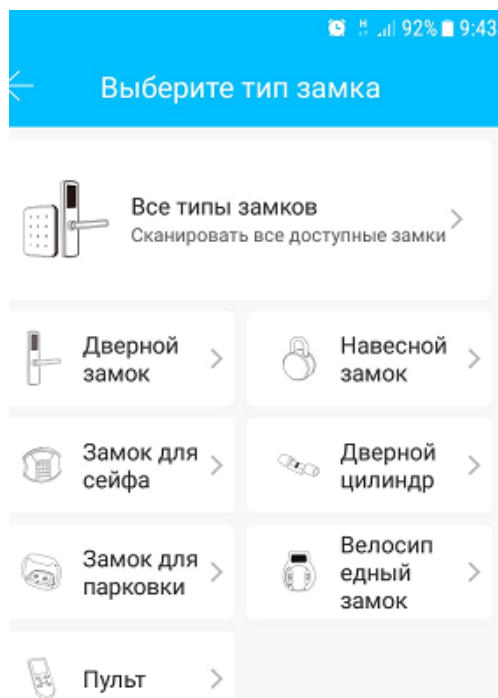 92% 9:43
Выберите тип замка
Все типы замков
Сканировать все доступные замки
Дверной
замок
Навесной
замок
Замок для
сейфа
Дверной
цилиндр
Замок для
парковки
Велосип
едный
замок
Пульт